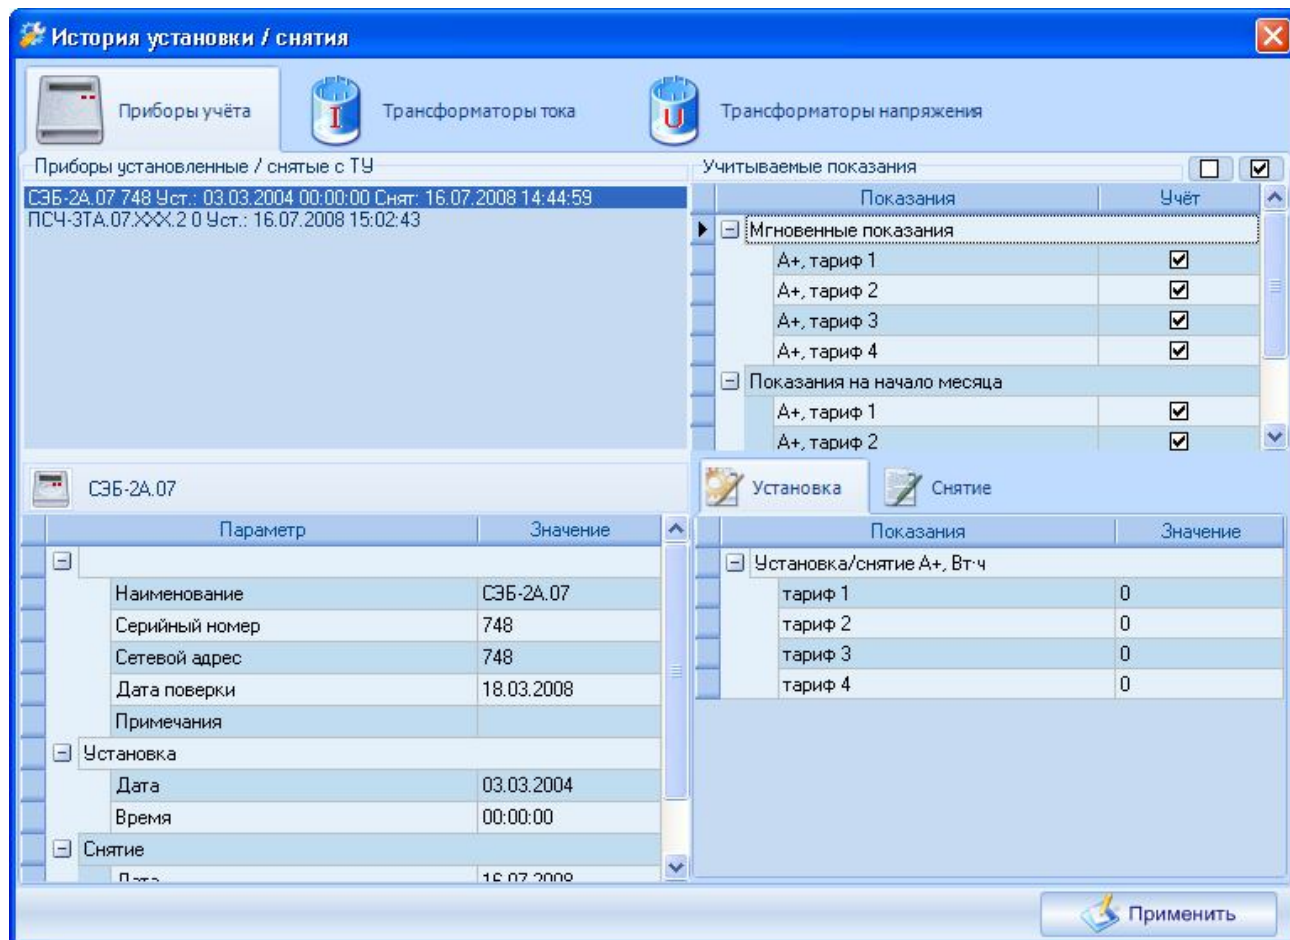 История установки / снятия
Приборы учёта
I
Трансформаторы тока
U
Трансформаторы напряжения
Приборы установленные / снятые с ТУ
СЭБ-2А.07 748 Уст.: 03.03.2004 00:00:00 Снят: 16.07.2008 14:44:59
ПСЧ-3ТА.07.ХХХ.2 0 Уст.: 16.07.2008 15:02:43
Учитываемые показания
Показания Учёт
Мгновенные показания
А+, тариф 1
А+, тариф 2
А+, тариф 3
А+, тариф 4
Показания на начало месяца
А+, тариф 1
А+, тариф 2
СЭБ-2А.07
Параметр Значение
Наименование СЭБ-2А.07
Серийный номер 748
Сетевой адрес 748
Дата поверки 18.03.2008
Примечания
Установка
Дата 03.03.2004
Время 00:00:00
Снятие
Дата 16.07.2008
Установка
Снятие
Показания Значение
Установка/снятие А+, Вт·ч
тариф 1 0
тариф 2 0
тариф 3 0
тариф 4 0
Применить